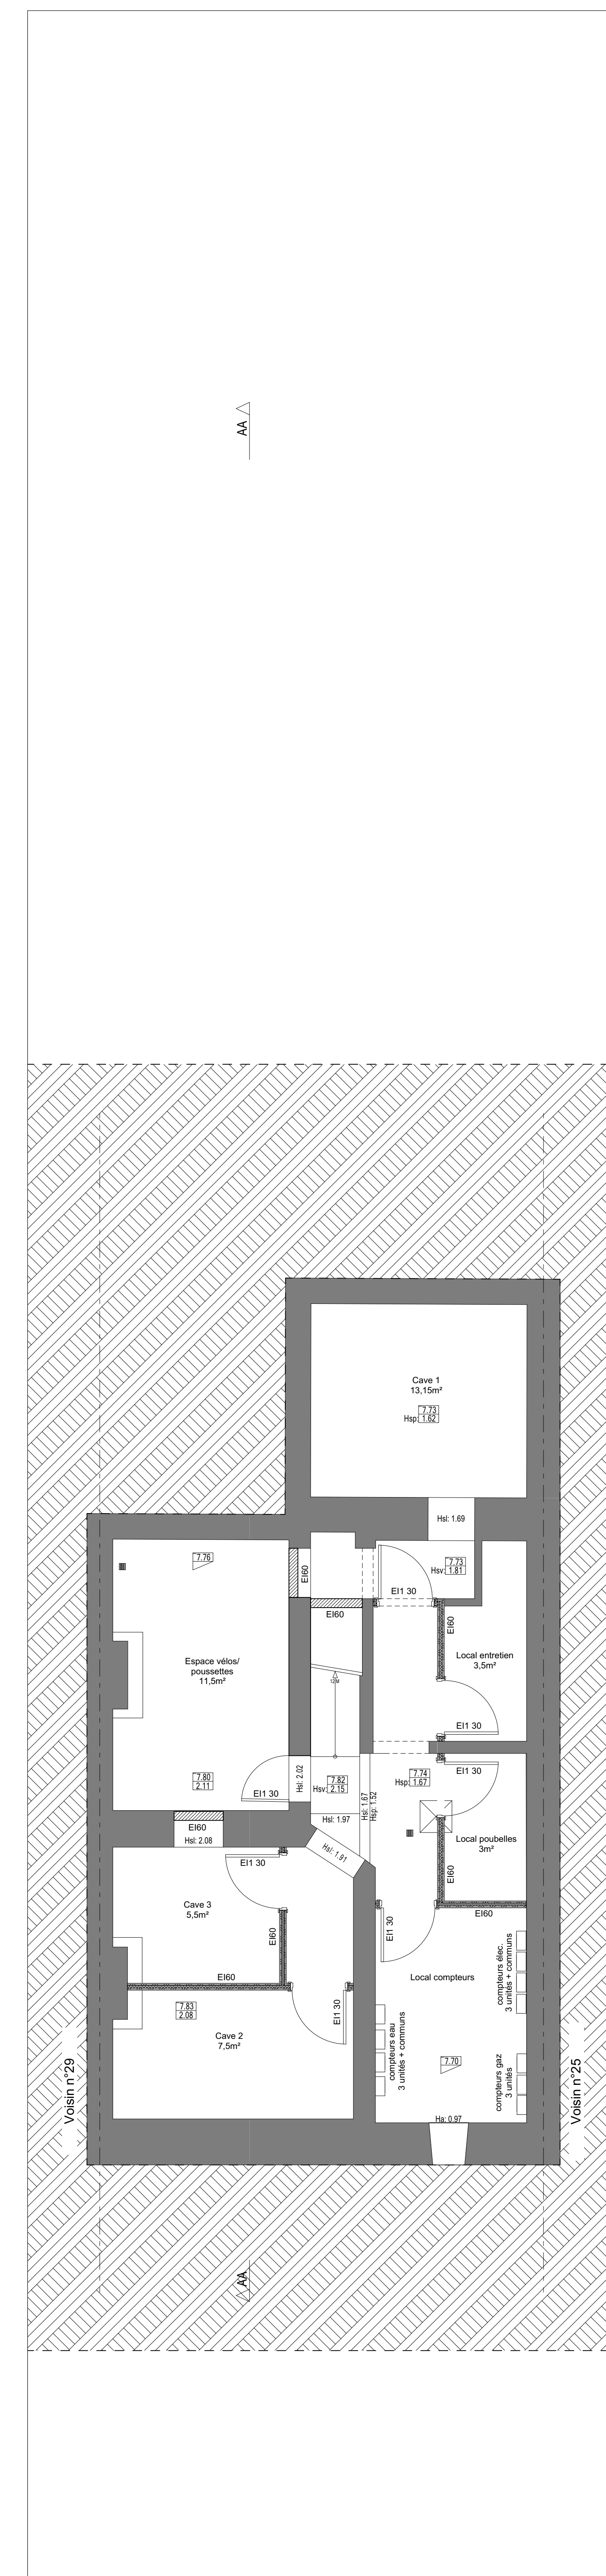 AA
Cave 1
13,15m²
7.73
Hsp: 1.62
Hsl: 1.69
7.76
EI60
EI1 30
7.73
Hsv: 1.81
EI60
EI60
Espace vélos/
poussettes
11,5m²
Local entretien
3,5m²
12M
EI1 30
7.80
2.11
EI1 30
Hsl: 2.02
7.82
Hsv: 2.15
Hsl: 1.67
Hsp: 1.52
7.74
Hsp: 1.67
EI1 30
Hsl: 1.97
EI60
Hsl: 2.08
Hsl: 1.91
Local poubelles
3m²
EI60
EI1 30
Cave 3
5,5m²
EI60
EI60
EI1 30
EI60
Local compteurs
compteurs élec.
3 unités + communs
7.83
2.08
EI1 30
Cave 2
7,5m²
compteurs eau
3 unités + communs
7.70
compteurs gaz
3 unités
Voisin n°29
Voisin n°25
Ha: 0.97
AA